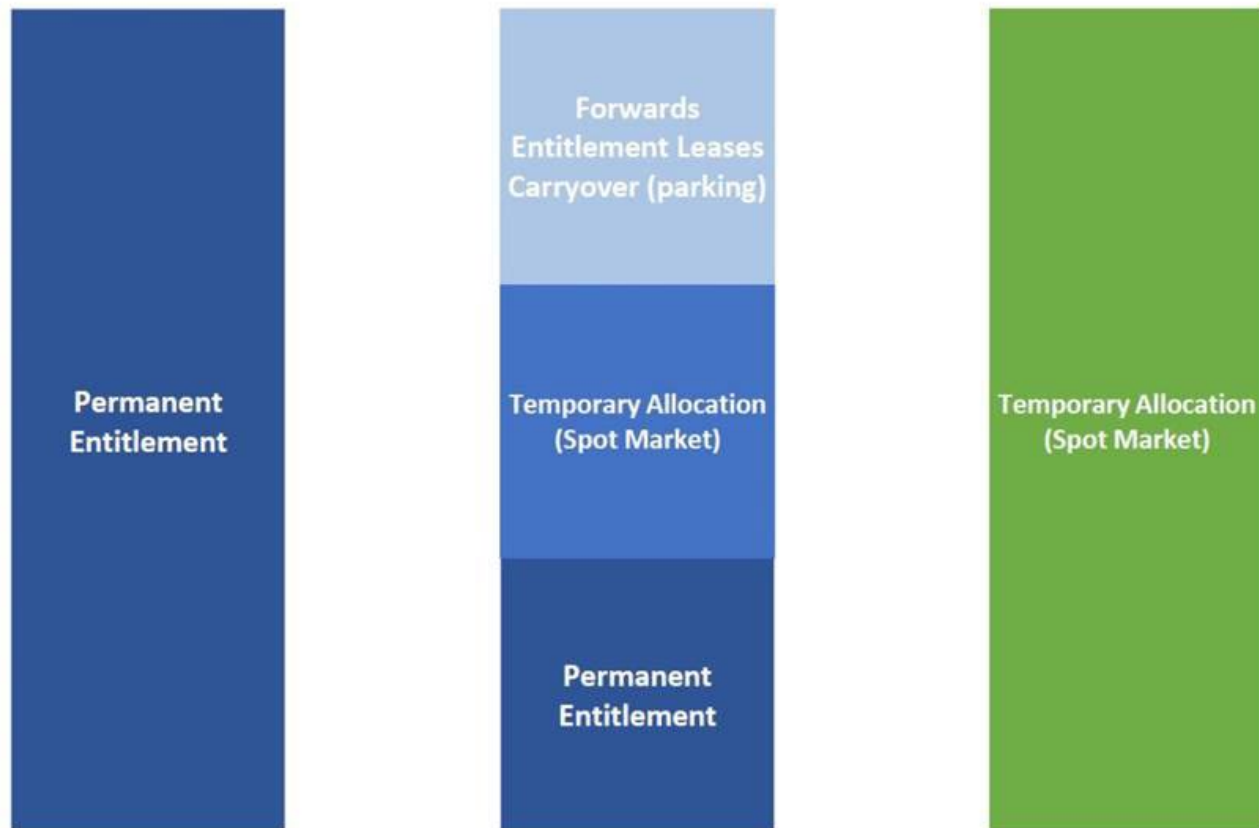 Permanent
Entitlement
Forwards
Entitlement Leases
Carryover (parking)
Temporary Allocation
(Spot Market)
Permanent
Entitlement
Temporary Allocation
(Spot Market)